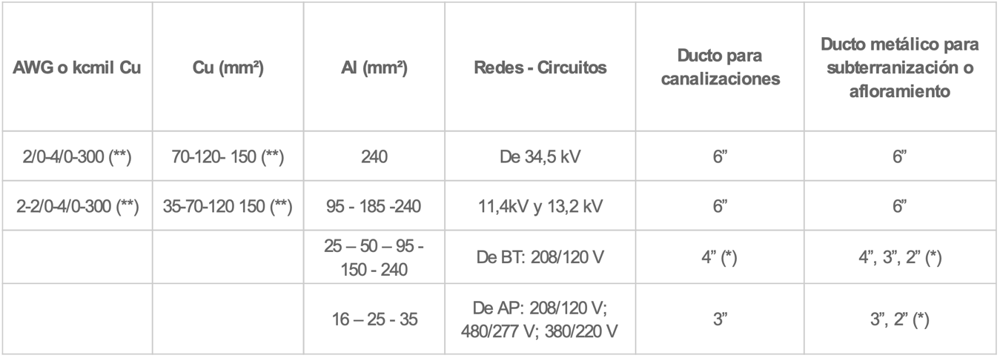 AWG o kcmil Cu
Cu (mm²)
Al (mm²)
Redes - Circuitos
Ducto para
canalizaciones
Ducto metálico para
subterranización o
afloramiento
2/0-4/0-300 (**)
70-120- 150 (**)
240
De 34,5 kV
6”
6”
2-2/0-4/0-300 (**)
35-70-120 150 (**)
95 - 185 -240
11,4kV y 13,2 kV
6”
6”
25 – 50 – 95 -
150 - 240
De BT: 208/120 V
4” (*)
4”, 3”, 2” (*)
16 – 25 - 35
De AP: 208/120 V;
480/277 V; 380/220 V
3”
3”, 2” (*)